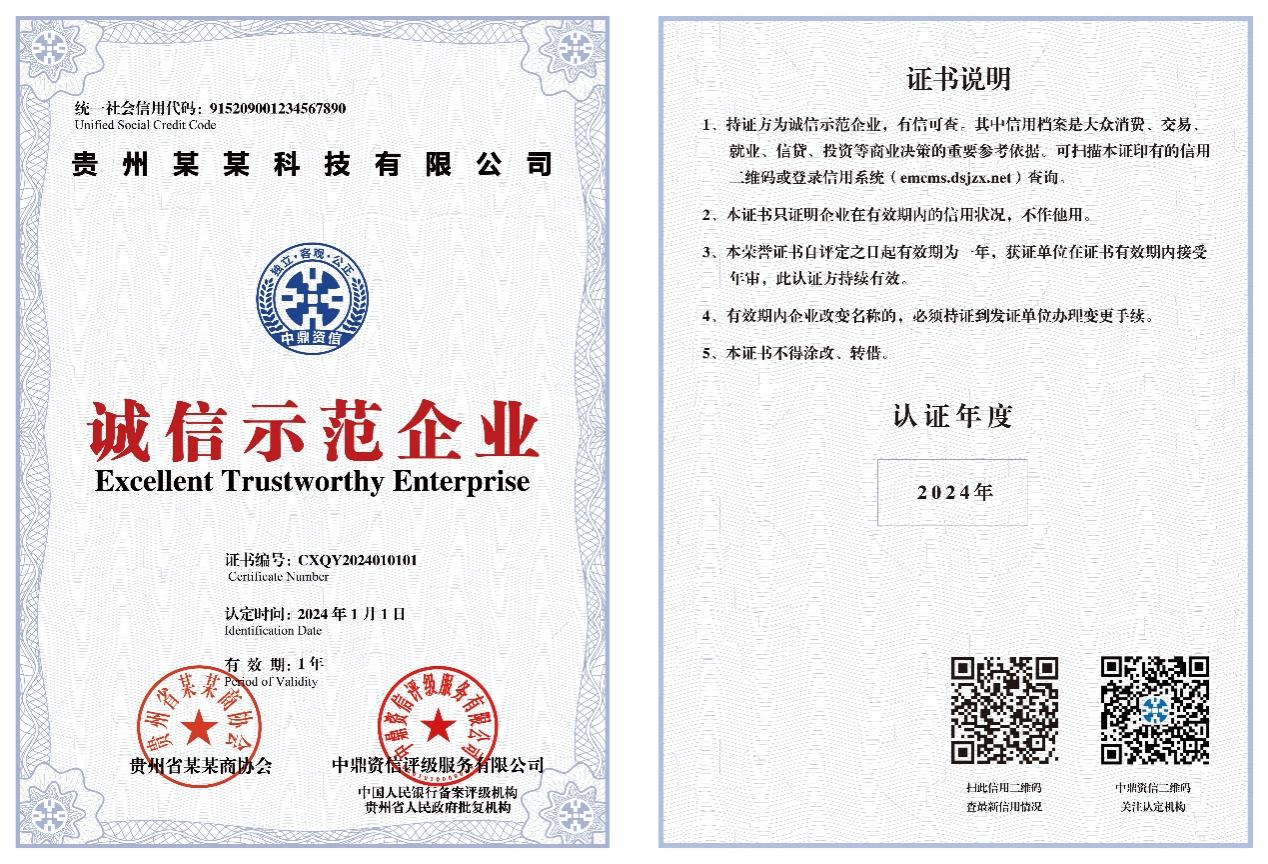 统一社会信用代码：915209001234567890
Unified Social Credit Code
贵州某某科技有限公司
独立·客观·公正
中鼎资信
诚信示范企业
Excellent Trustworthy Enterprise
证书编号：CXQY2024010101
Certificate Number
认定时间：2024年1月1日
Identification Date
有 效 期：1年
Period of Validity
贵州省某某商协会
中鼎资信评级服务有限公司
贵州省某某商协会
中鼎资信评级服务有限公司
中国人民银行备案评级机构
贵州省人民政府批复机构
证书说明
1、持证方为诚信示范企业，有信可查。其中信用档案是大众消费、交易、
就业、信贷、投资等商业决策的重要参考依据。可扫描本证印有的信用
二维码或登录信用系统（emcms.dsjzx.net）查询。
2、本证书只证明企业在有效期内的信用状况，不作他用。
3、本荣誉证书自评定之日起有效期为一年，获证单位在证书有效期内接受
年审，此认证方持续有效。
4、有效期内企业改变名称的，必须持证到发证单位办理变更手续。
5、本证书不得涂改、转借。
认证年度
2024年
扫此信用二维码
查最新信用情况
中鼎资信二维码
关注认定机构